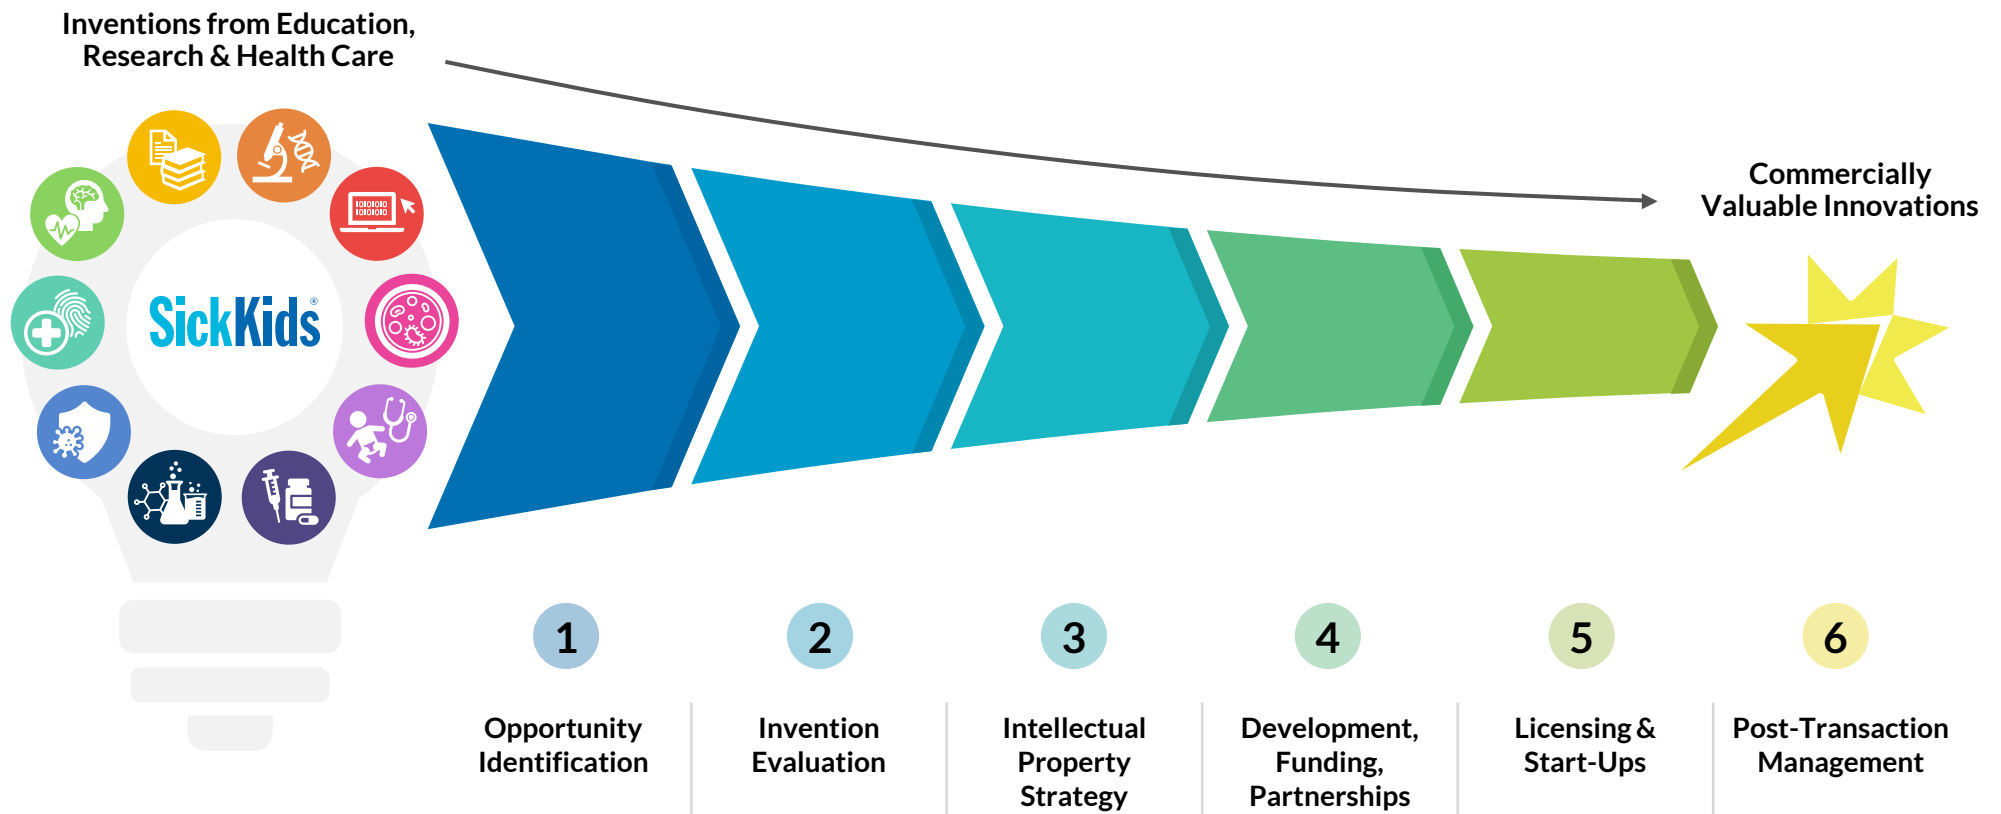 Inventions from Education,
Research & Health Care
Commercially
Valuable Innovations
SickKids®
1
Opportunity
Identification
2
Invention
Evaluation
3
Intellectual
Property
Strategy
4
Development,
Funding,
Partnerships
5
Licensing &
Start-Ups
6
Post-Transaction
Management